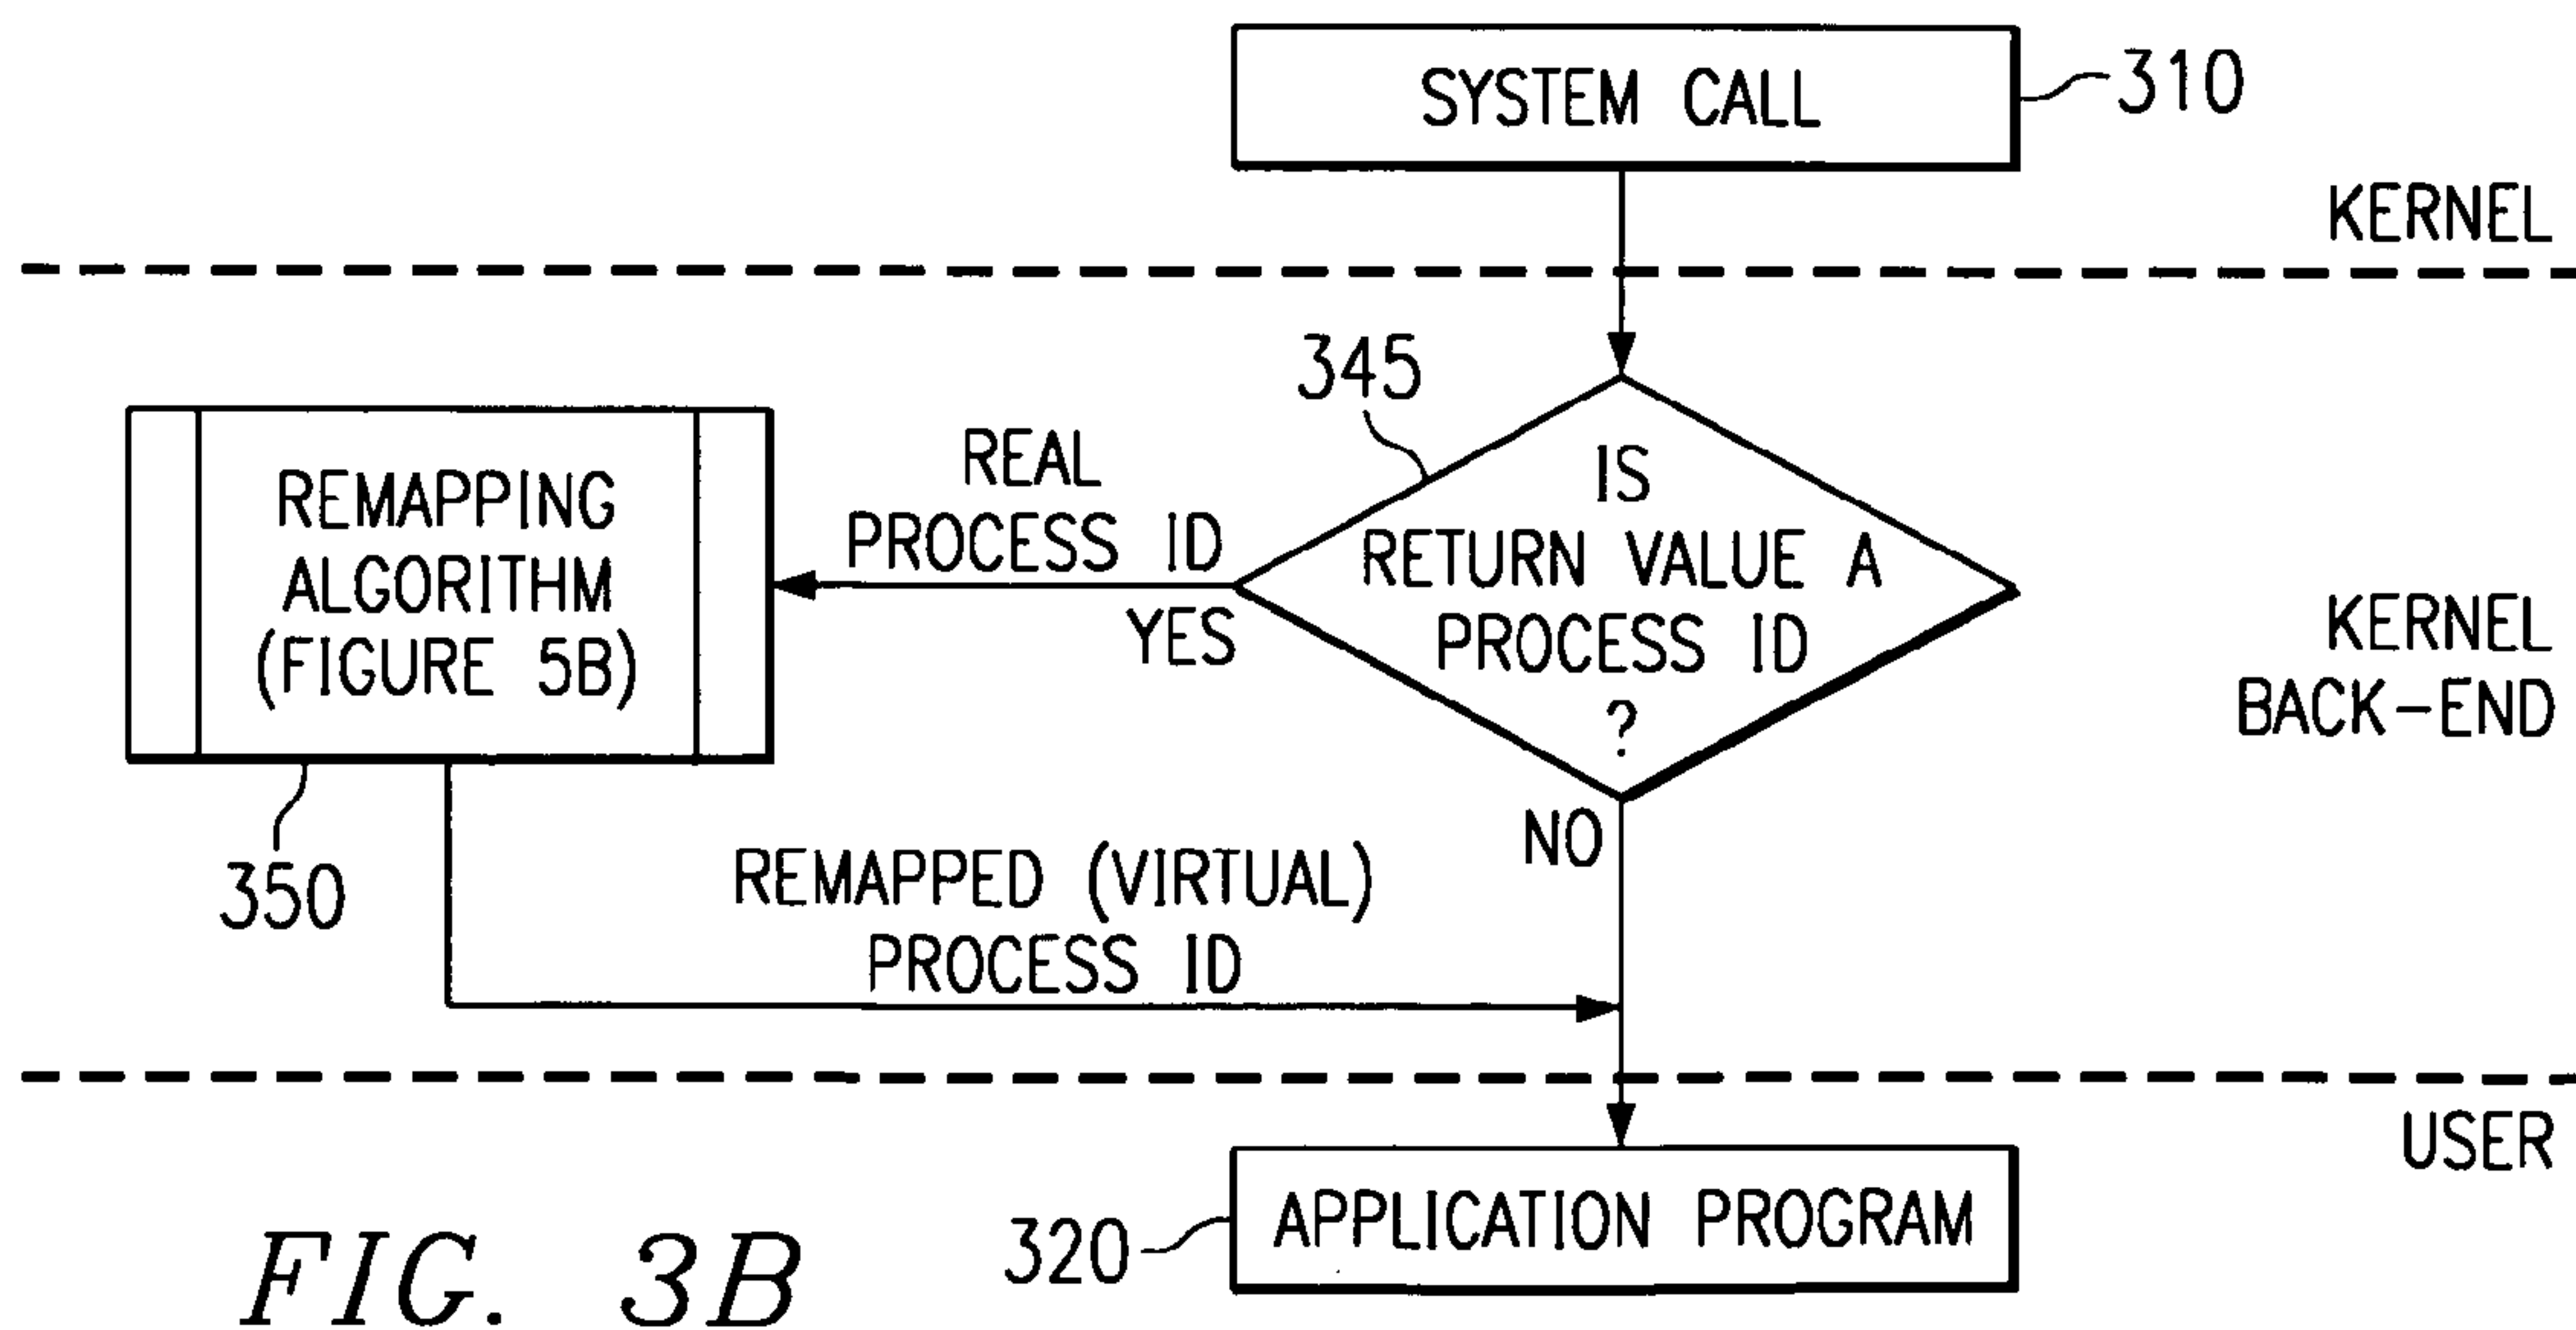 SYSTEM CALL
310
KERNEL
345
IS
RETURN VALUE A
PROCESS ID
?
REAL
PROCESS ID
YES
REMAPPING
ALGORITHM
(FIGURE 5B)
350
KERNEL
BACK-END
NO
REMAPPED (VIRTUAL)
PROCESS ID
USER
320
APPLICATION PROGRAM
FIG. 3B